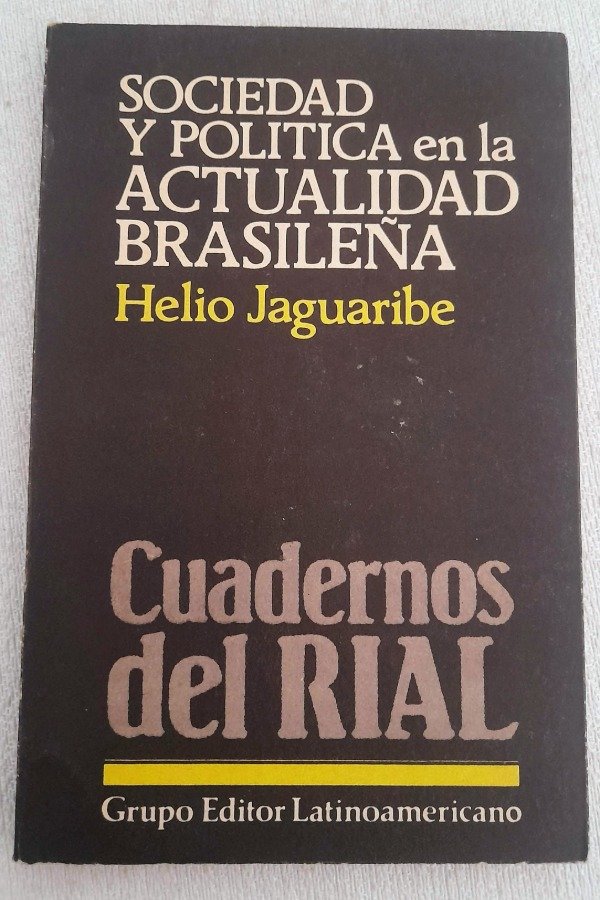 SOCIEDAD
Y POLITICA en la
ACTUALIDAD
BRASILEÑA
Helio Jaguaribe
Cuadernos
del RIAL
Grupo Editor Latinoamericano